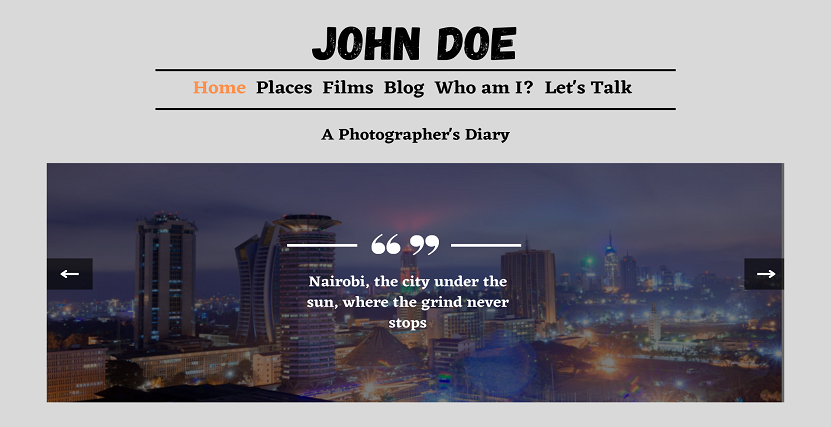 JOHN DOE
Home Places Films Blog Who am I? Let's Talk
A Photographer's Diary
Nairobi, the city under the
sun, where the grind never
stops